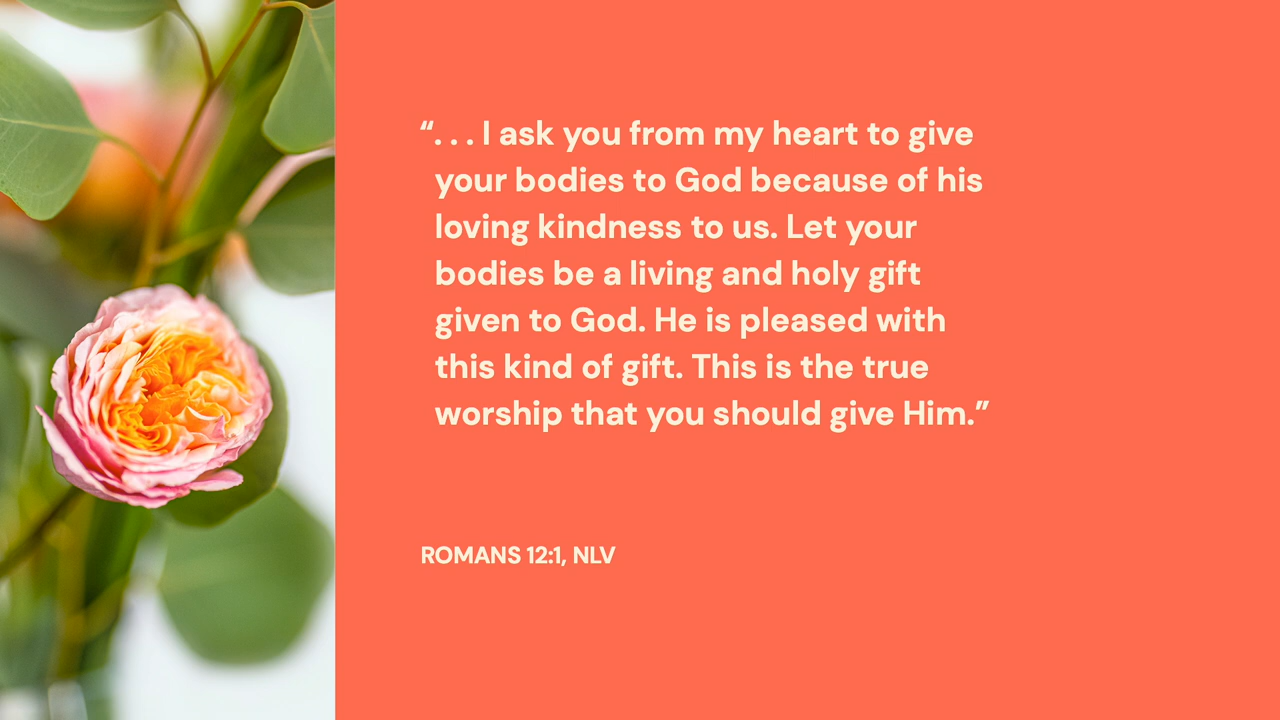 “. . . I ask you from my heart to give
your bodies to God because of his
loving kindness to us. Let your
bodies be a living and holy gift
given to God. He is pleased with
this kind of gift. This is the true
worship that you should give Him.”
ROMANS 12:1, NLV